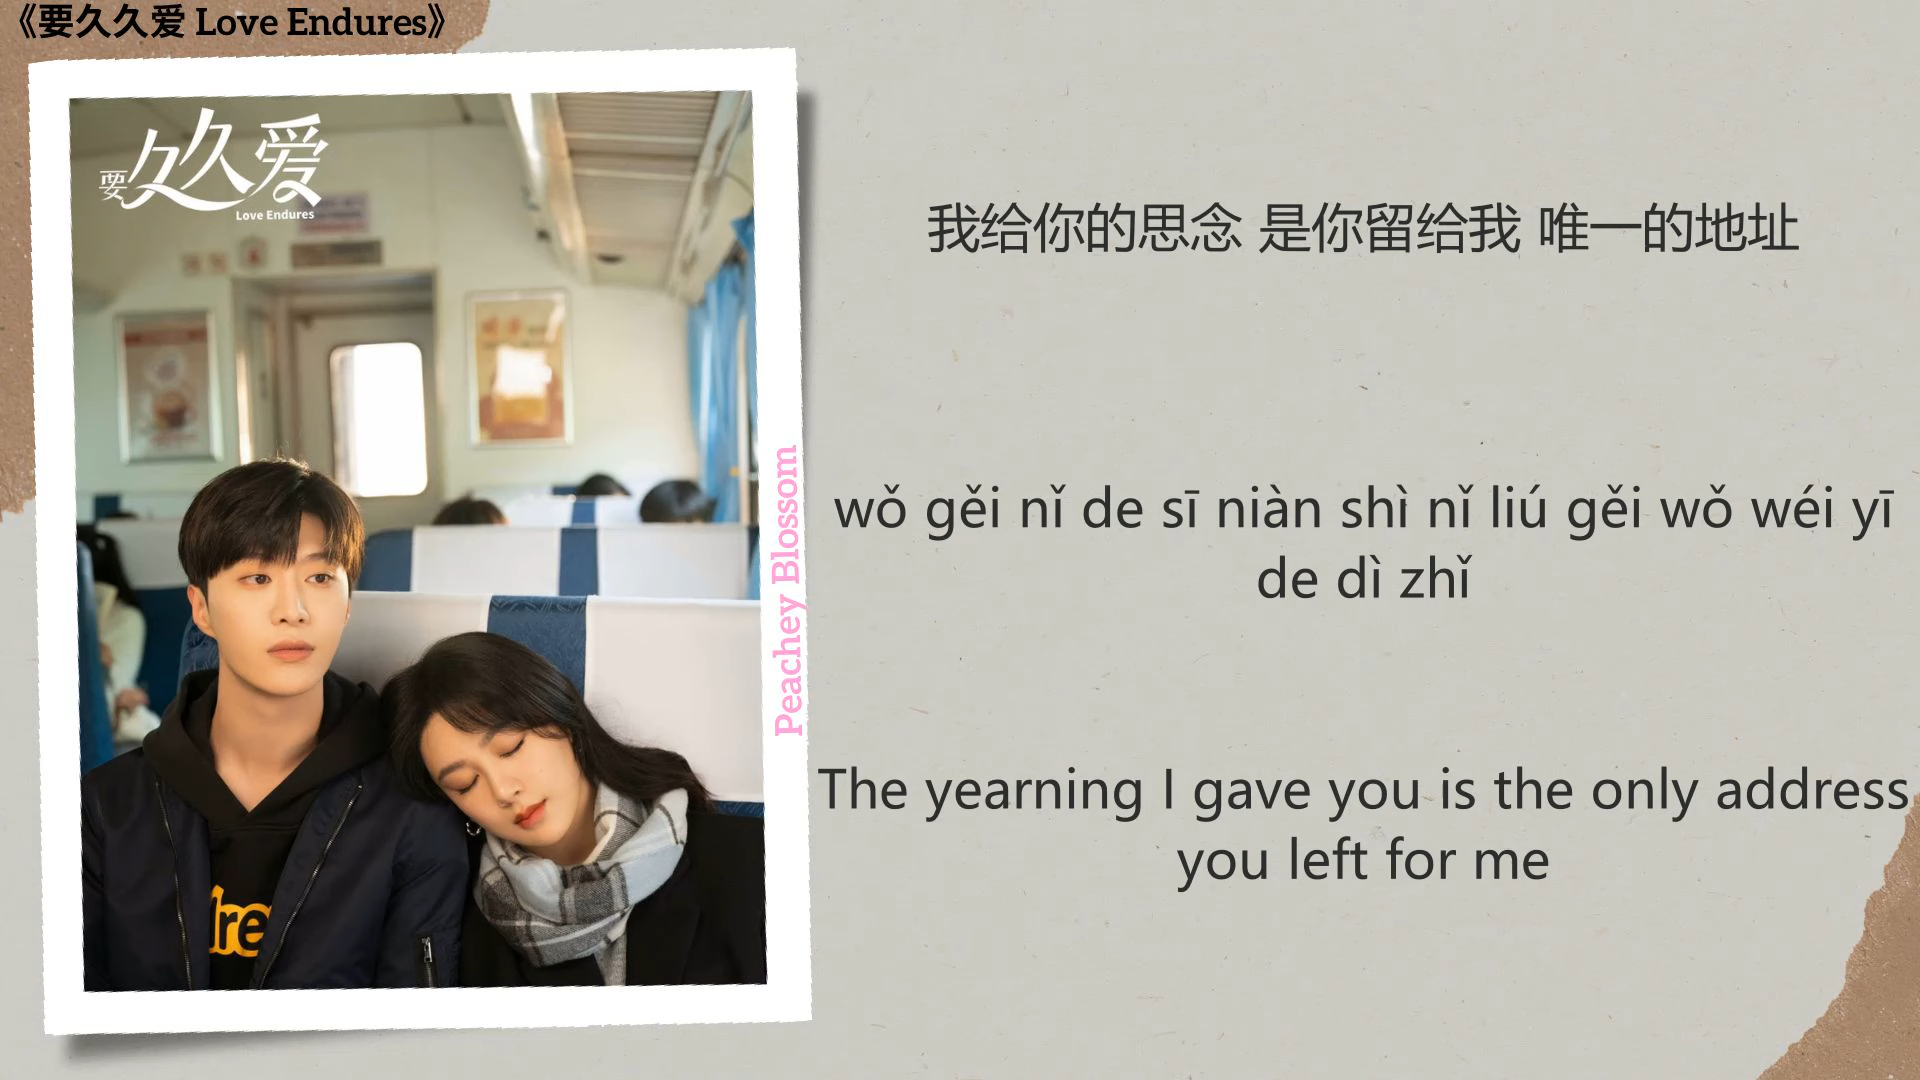 《要久久爱 Love Endures》
要久久爱
Love Endures
我给你的思念 是你留给我 唯一的地址
wǒ gěi nǐ de sī niàn shì nǐ liú gěi wǒ wéi yī
de dì zhǐ
Peachey Blossom
The yearning I gave you is the only address
you left for me